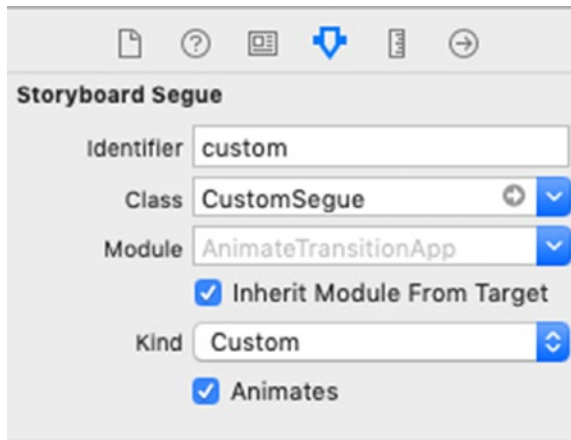 Storyboard Segue
Identifier custom
Class CustomSegue
Module AnimateTransitionApp
Inherit Module From Target
Kind Custom
Animates